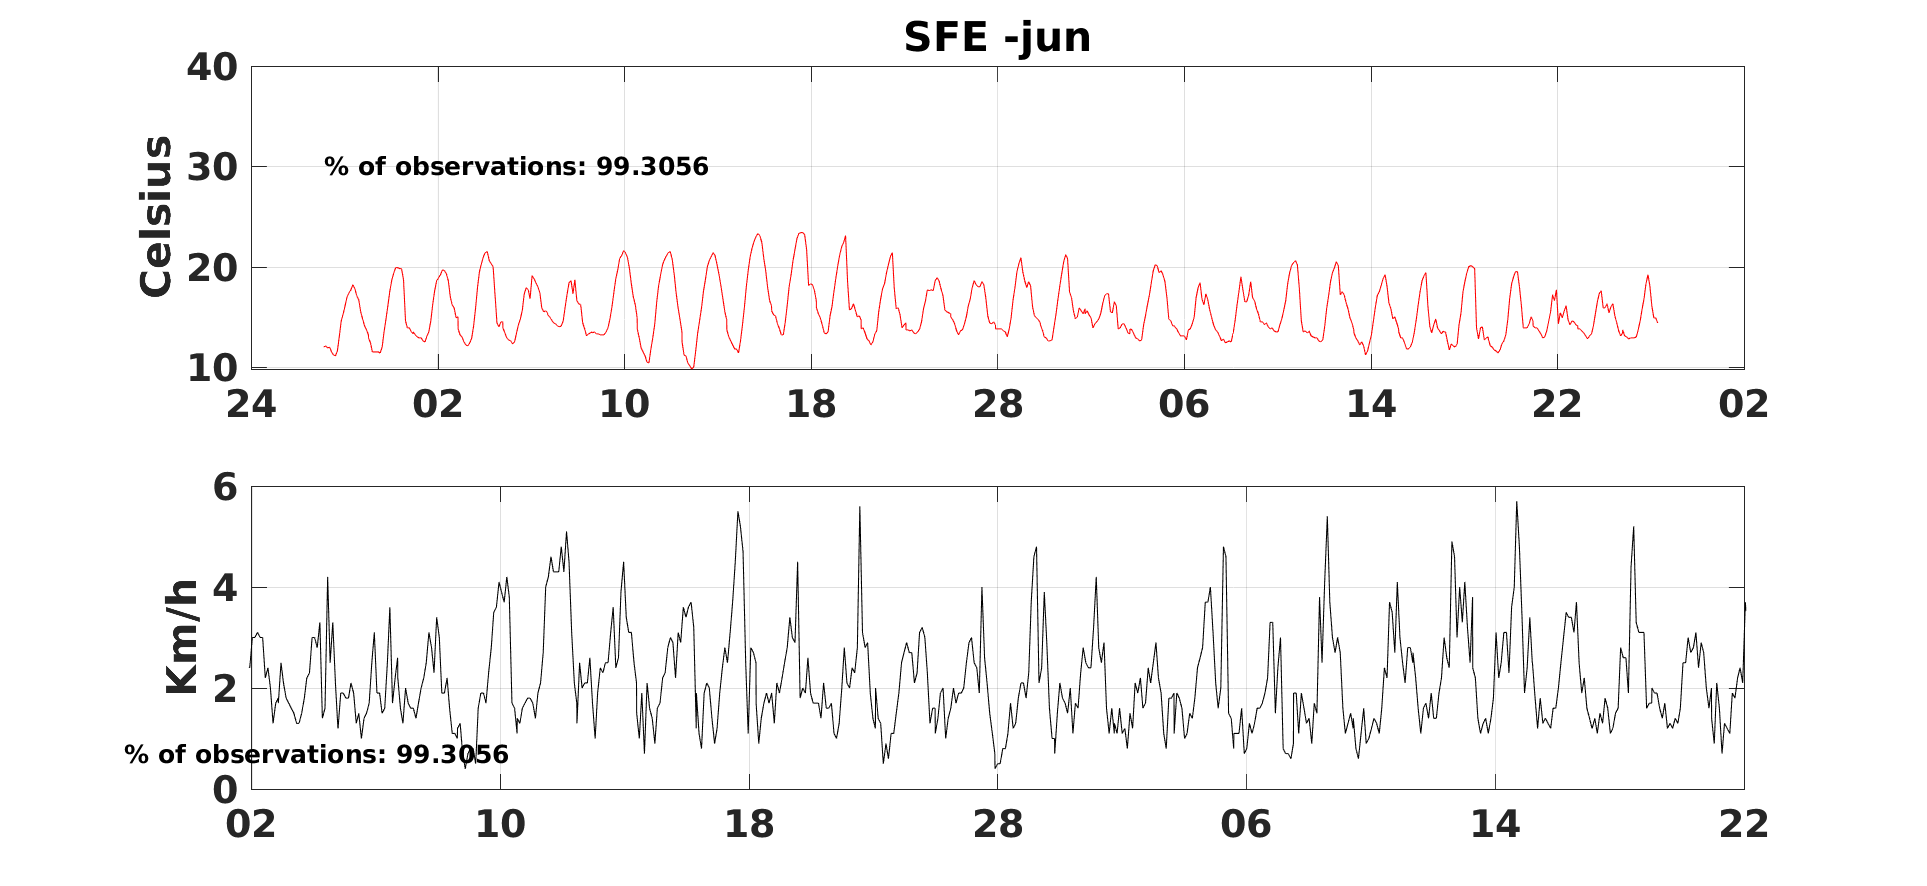 SFE -jun
Celsius
40
30
20
10
% of observations: 99.3056
24 02 10 18 28 06 14 22 02
Km/h
6
4
2
0
% of observations: 99.3056
02 10 18 28 06 14 22